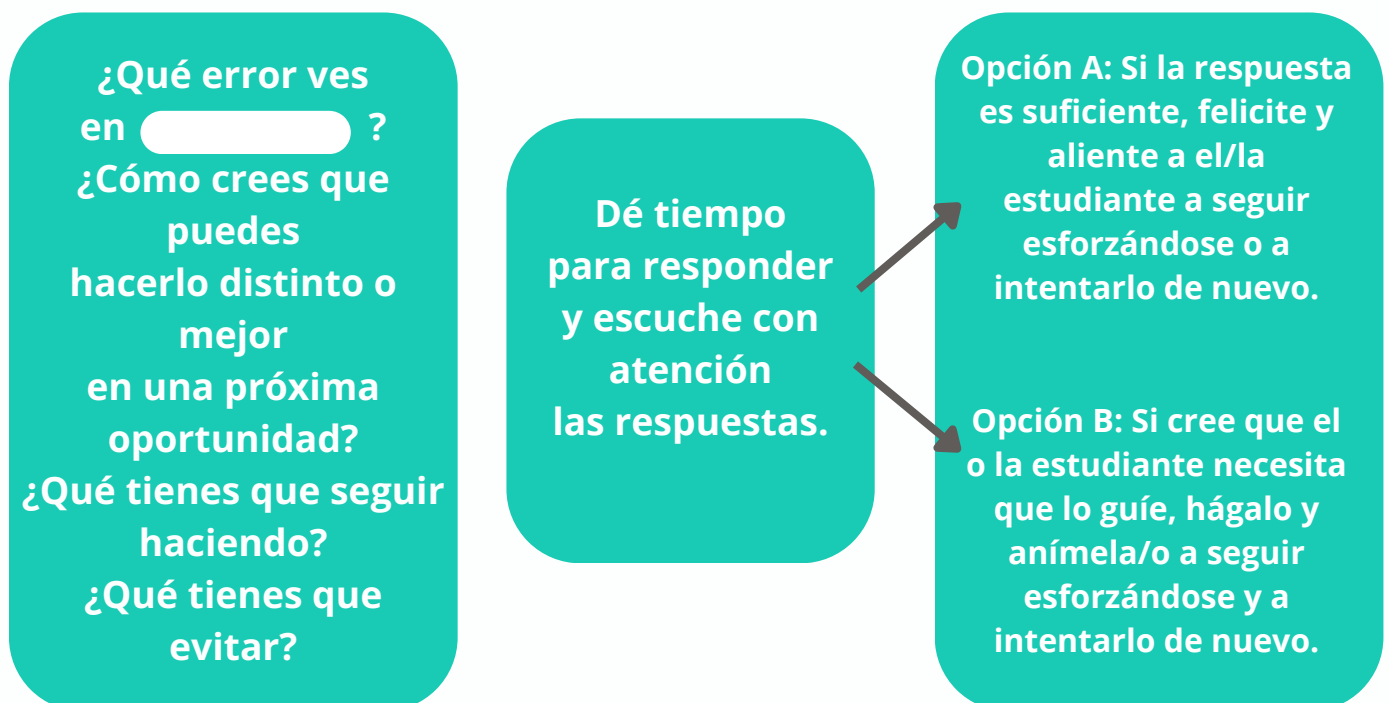 ¿Qué error ves
en ?
¿Cómo crees que
puedes
hacerlo distinto o
mejor
en una próxima
oportunidad?
¿Qué tienes que seguir
haciendo?
¿Qué tienes que
evitar?
Dé tiempo
para responder
y escuche con
atención
las respuestas.
Opción A: Si la respuesta
es suficiente, felicite y
aliente a el/la
estudiante a seguir
esforzándose o a
intentarlo de nuevo.
Opción B: Si cree que el
o la estudiante necesita
que lo guíe, hágalo y
anímela/o a seguir
esforzándose y a
intentarlo de nuevo.